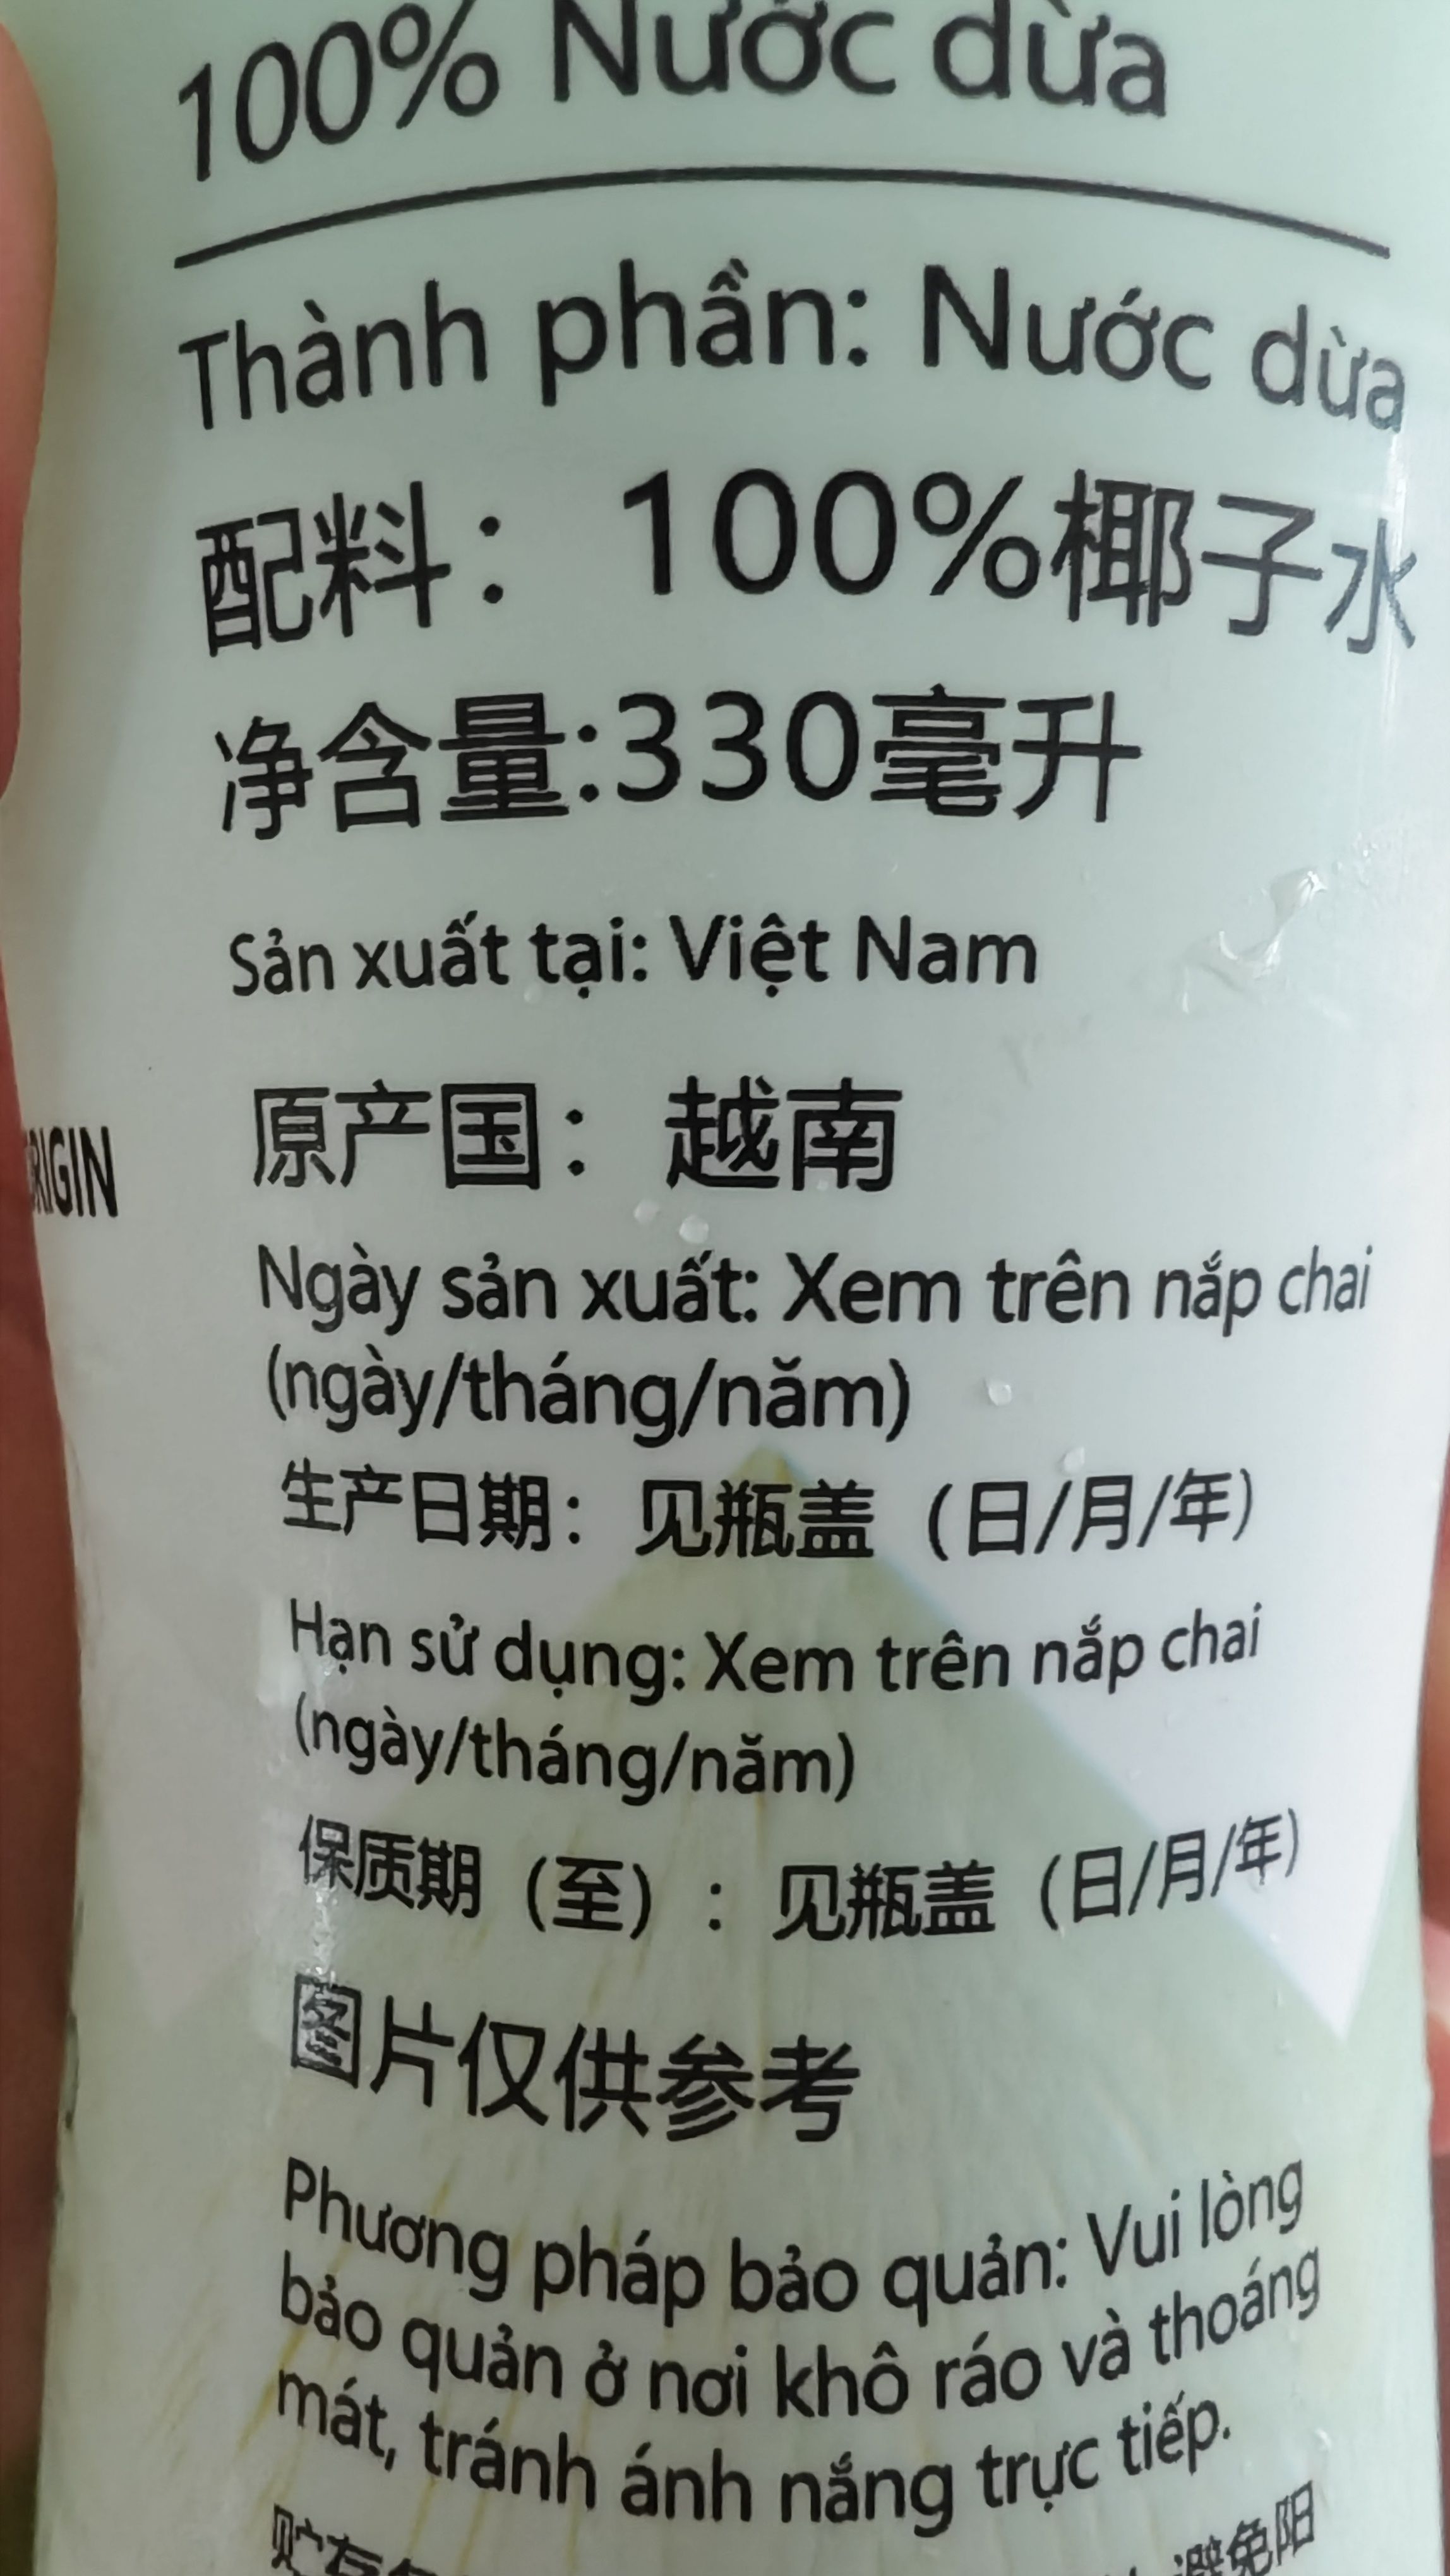 100% Nước dừa
Thành phần: Nước dừa
配料：100%椰子水
净含量:330毫升
Sản xuất tại: Việt Nam
原产国：越南
Ngày sản xuất: Xem trên nắp chai
(ngày/tháng/năm)
生产日期：见瓶盖（日/月/年）
Hạn sử dụng: Xem trên nắp chai
(ngày/tháng/năm)
保质期（至）：见瓶盖（日/月/年）
图片仅供参考
Phương pháp bảo quản: Vui lòng
bảo quản ở nơi khô ráo và thoáng
mát, tránh ánh nắng trực tiếp.
避免阳